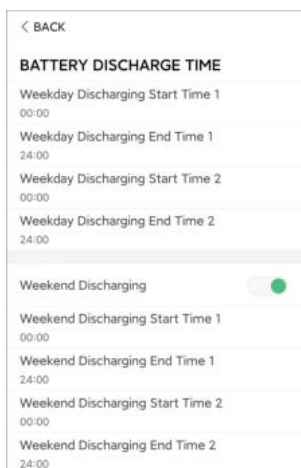 < BACK
BATTERY DISCHARGE TIME
Weekday Discharging Start Time 1
00:00
Weekday Discharging End Time 1
24:00
Weekday Discharging Start Time 2
00:00
Weekday Discharging End Time 2
24:00
Weekend Discharging
Weekend Discharging Start Time 1
00:00
Weekend Discharging End Time 1
24:00
Weekend Discharging Start Time 2
00:00
Weekend Discharging End Time 2
24:00